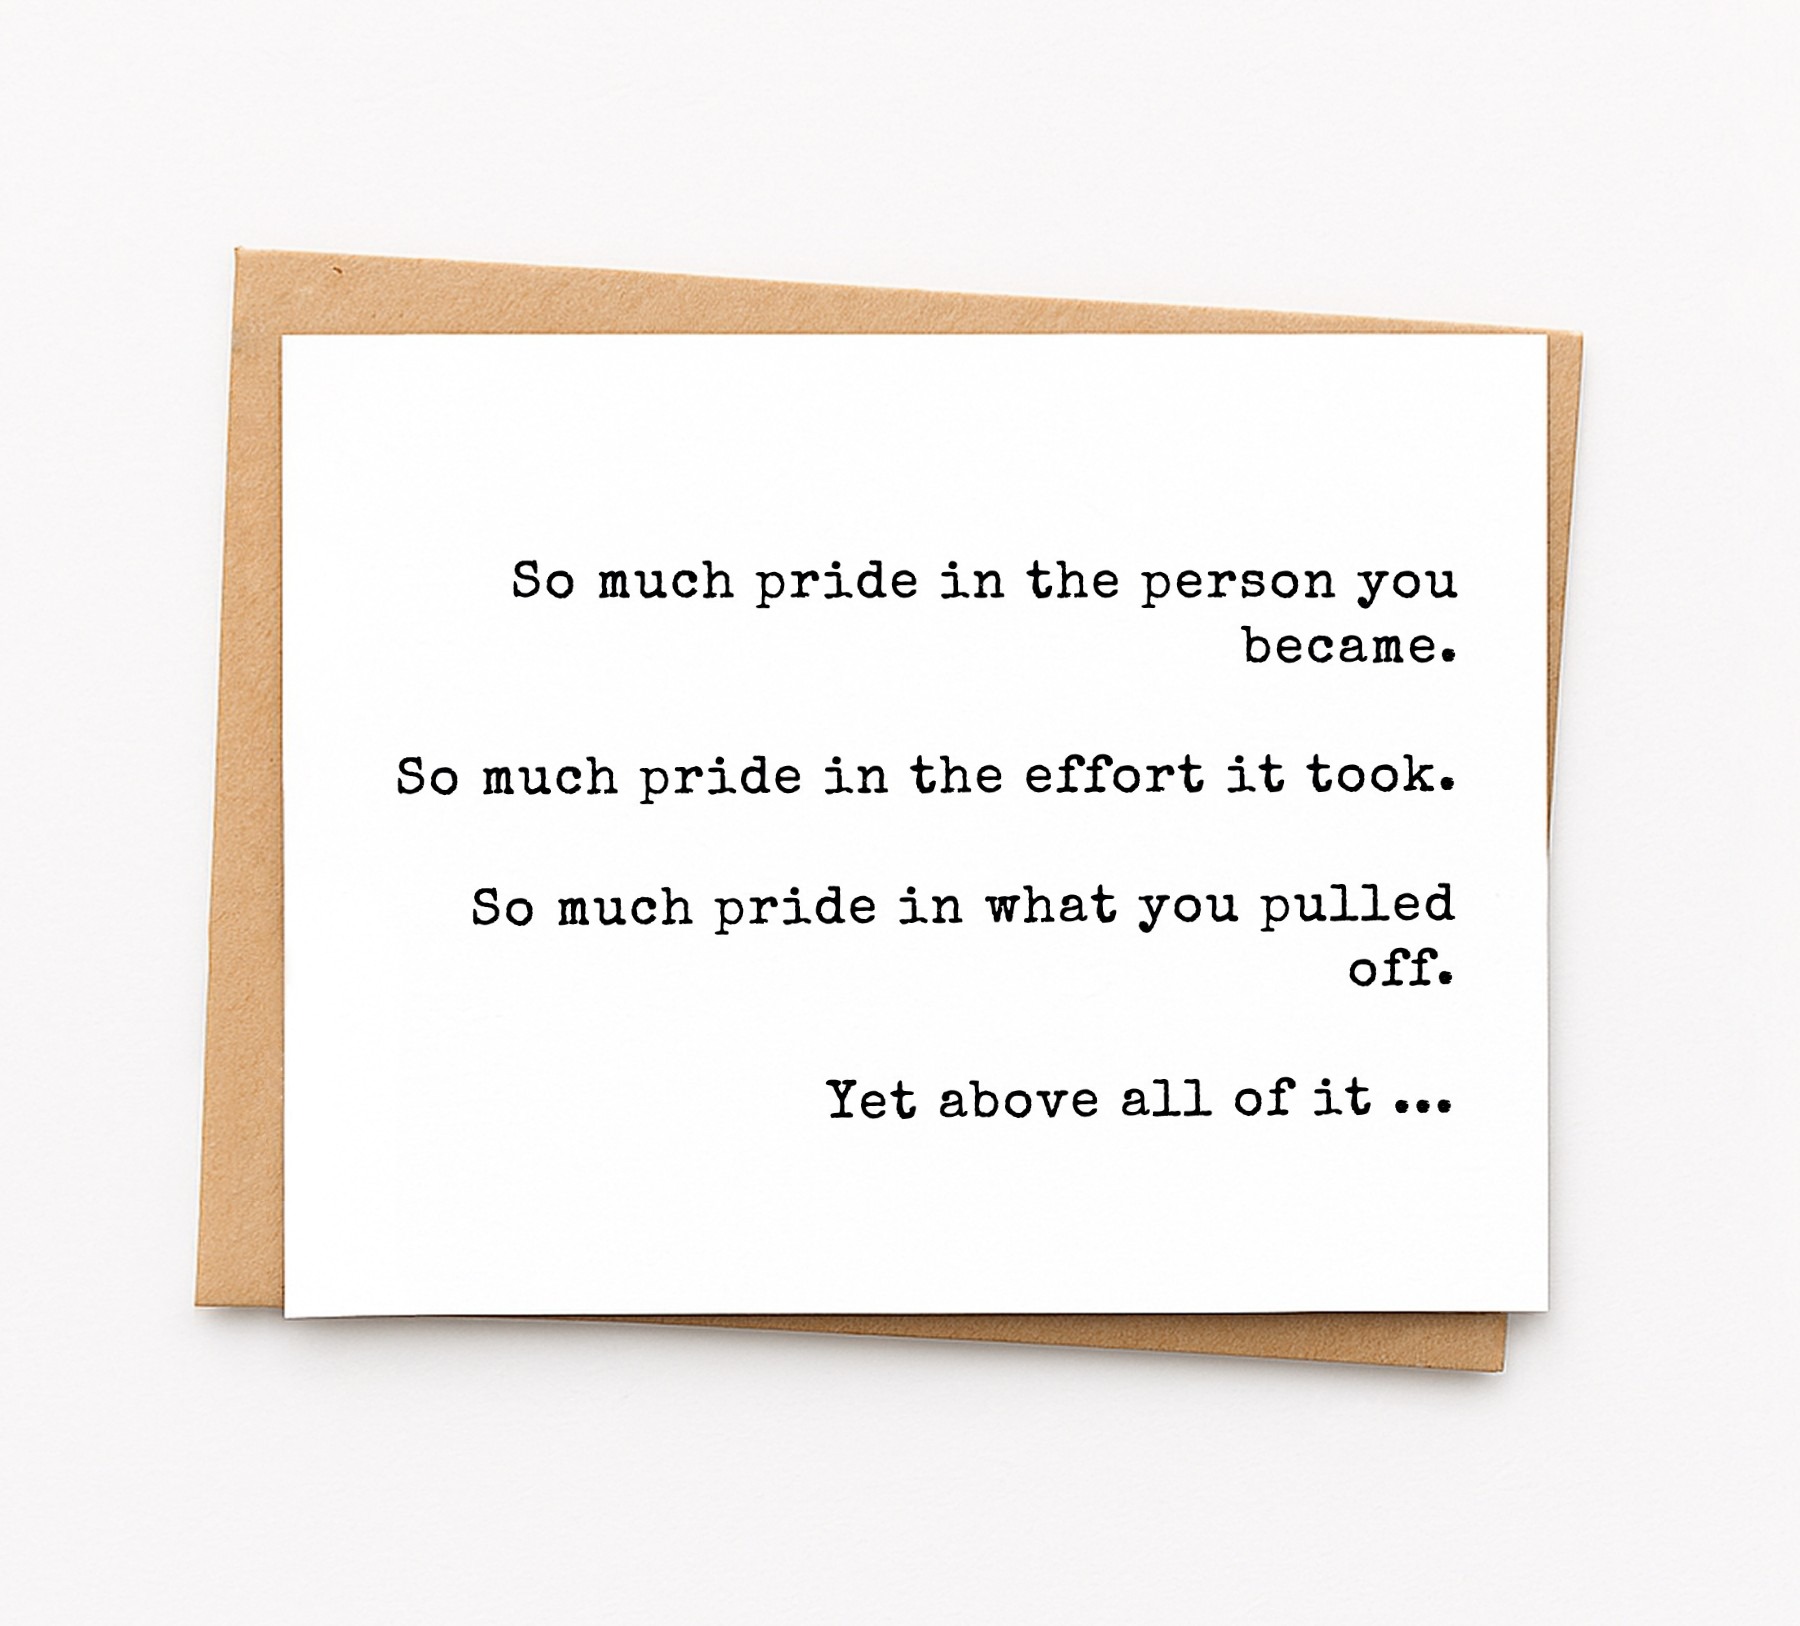 So much pride in the person you
became.
So much pride in the effort it took.
So much pride in what you pulled
off.
Yet above all of it ...